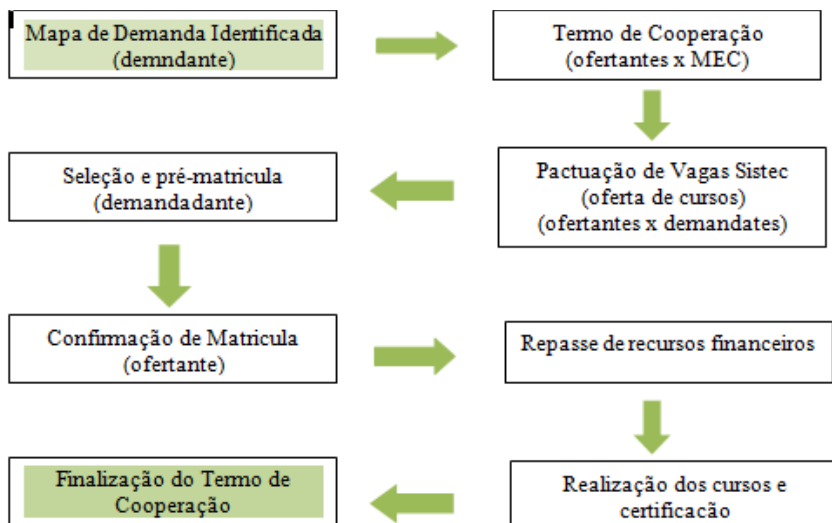 Mapa de Demanda Identificada
(demndante)
Termo de Cooperação
(ofertantes x MEC)
Pactuação de Vagas Sistec
(oferta de cursos)
(ofertantes x demandates)
Seleção e pré-matricula
(demandadante)
Confirmação de Matricula
(ofertante)
Repasse de recursos financeiros
Realização dos cursos e
certificação
Finalização do Termo de
Cooperação